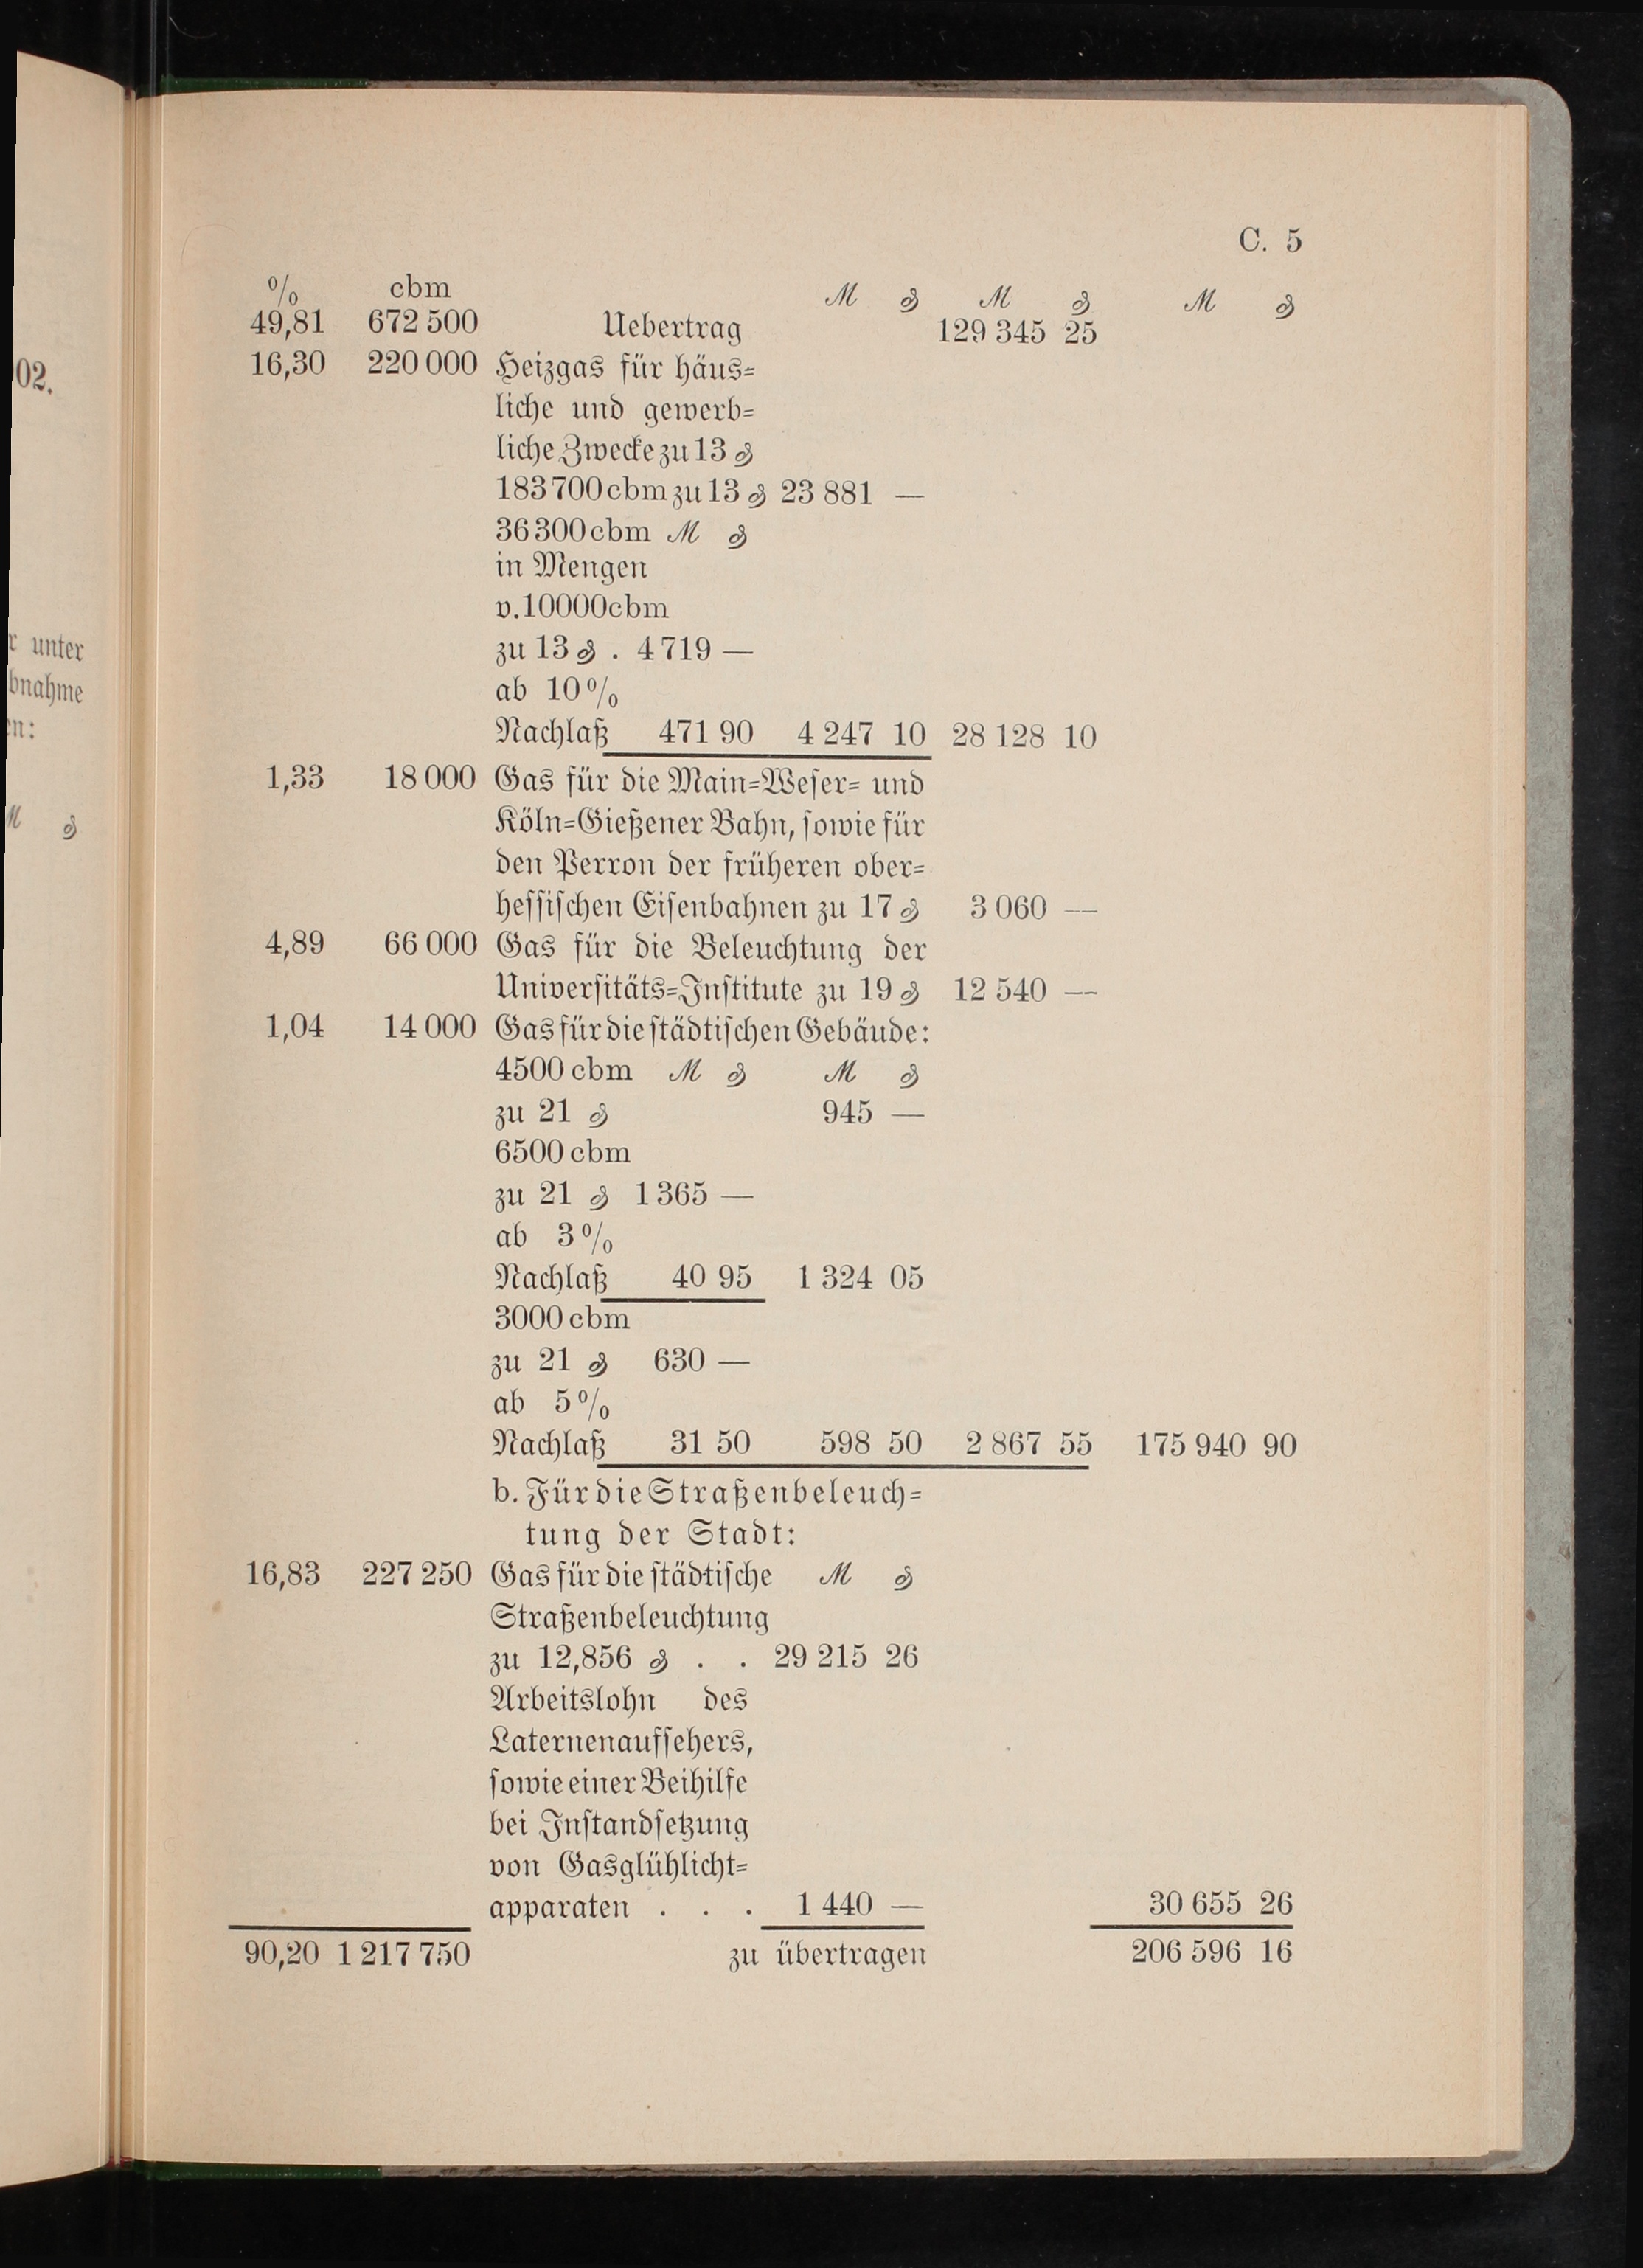 C. 5
% cbm M ₰ M ₰ M ₰
49,81 672 500 Uebertrag 129 345 25
16,30 220 000 Heizgas für häus-
liche und gewerb-
liche Zwecke zu 13 ₰
183 700 cbm zu 13 ₰ 23 881 —
36 300 cbm M ₰
in Mengen
v. 10000 cbm
zu 13 ₰ . 4 719 —
ab 10 %
Nachlaß 471 90 4 247 10 28 128 10
1,33 18 000 Gas für die Main-Weser- und
Köln-Gießener Bahn, sowie für
den Perron der früheren ober-
hessischen Eisenbahnen zu 17 ₰ 3 060 —
4,89 66 000 Gas für die Beleuchtung der
Universitäts-Institute zu 19 ₰ 12 540 —
1,04 14 000 Gas für die städtischen Gebäude:
4500 cbm M ₰ M ₰
zu 21 ₰ 945 —
6500 cbm
zu 21 ₰ 1 365 —
ab 3 %
Nachlaß 40 95 1 324 05
3000 cbm
zu 21 ₰ 630 —
ab 5 %
Nachlaß 31 50 598 50 2 867 55 175 940 90
b. Für die Straßenbeleuch-
tung der Stadt:
16,83 227 250 Gas für die städtische M ₰
Straßenbeleuchtung
zu 12,856 ₰ . . 29 215 26
Arbeitslohn des
Laternenaufsehers,
sowie einer Beihilfe
bei Instandsetzung
von Gasglühlicht-
apparaten . . . 1 440 — 30 655 26
90,20 1 217 750 zu übertragen 206 596 16
02.
unter
bnahme
en:
M ₰